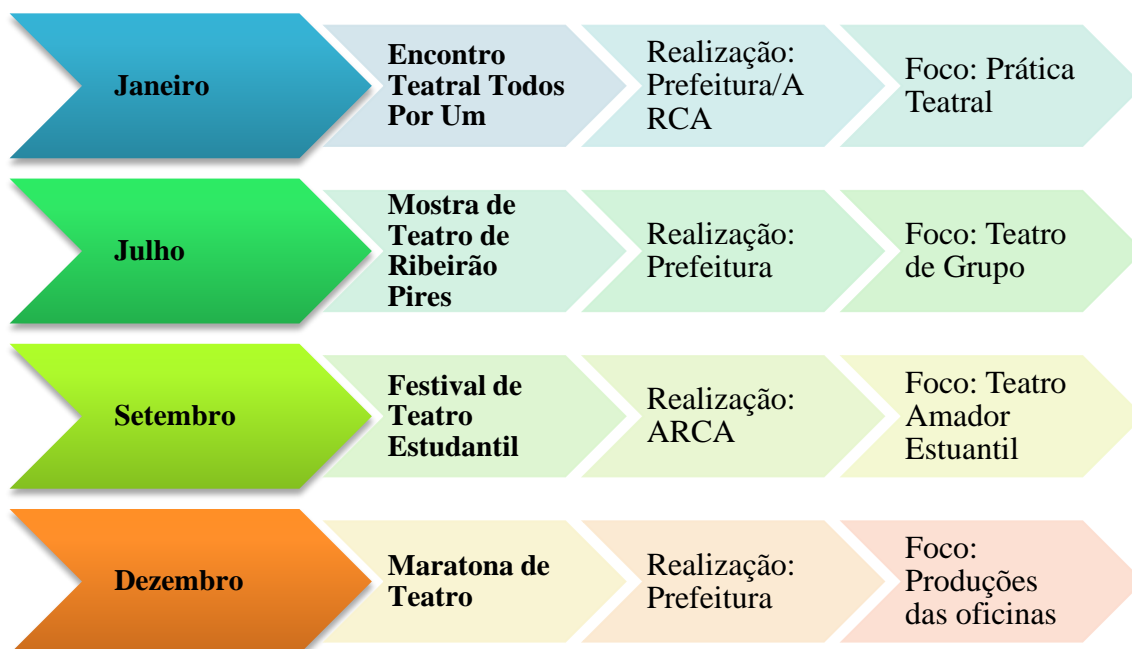 Janeiro
Encontro
Teatral Todos
Por Um
Realização:
Prefeitura/A
RCA
Foco: Prática
Teatral
Julho
Mostra de
Teatro de
Ribeirão
Pires
Realização:
Prefeitura
Foco: Teatro
de Grupo
Setembro
Festival de
Teatro
Estudantil
Realização:
ARCA
Foco: Teatro
Amador
Estuantil
Dezembro
Maratona de
Teatro
Realização:
Prefeitura
Foco:
Produções
das oficinas